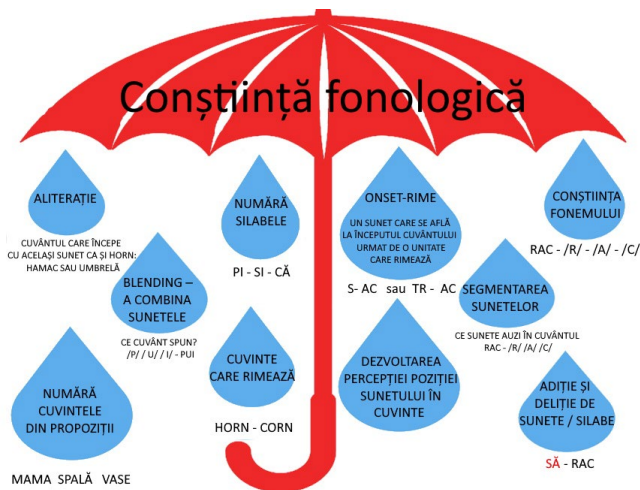 Conștiință fonologică
ALITERAȚIE
CUVÂNTUL CARE ÎNCEPE
CU ACELAȘI SUNET CA ȘI HORN:
HAMAC SAU UMBRELĂ
NUMĂRĂ
SILABELE
PI - SI - CĂ
ONSET-RIME
UN SUNET CARE SE AFLĂ
LA ÎNCEPUTUL CUVÂNTULUI
URMAT DE O UNITATE
CARE RIMEAZĂ
S- AC sau TR - AC
CONȘTIINȚA
FONEMULUI
RAC - /R/ - /A/ - /C/
BLENDING –
A COMBINA
SUNETELE
CE CUVÂNT SPUN?
/P/ / U/ / I/ - PUI
SEGMENTAREA
SUNETELOR
CE SUNETE AUZI ÎN CUVÂNTUL
RAC - /R/ /A/ /C/
NUMĂRĂ
CUVINTELE
DIN PROPOZIȚII
MAMA SPALĂ VASE
CUVINTE
CARE RIMEAZĂ
HORN - CORN
DEZVOLTAREA
PERCEPȚIEI POZIȚIEI
SUNETULUI ÎN
CUVINTE
ADIȚIE ȘI
DELIȚIE DE
SUNETE / SILABE
SĂ - RAC